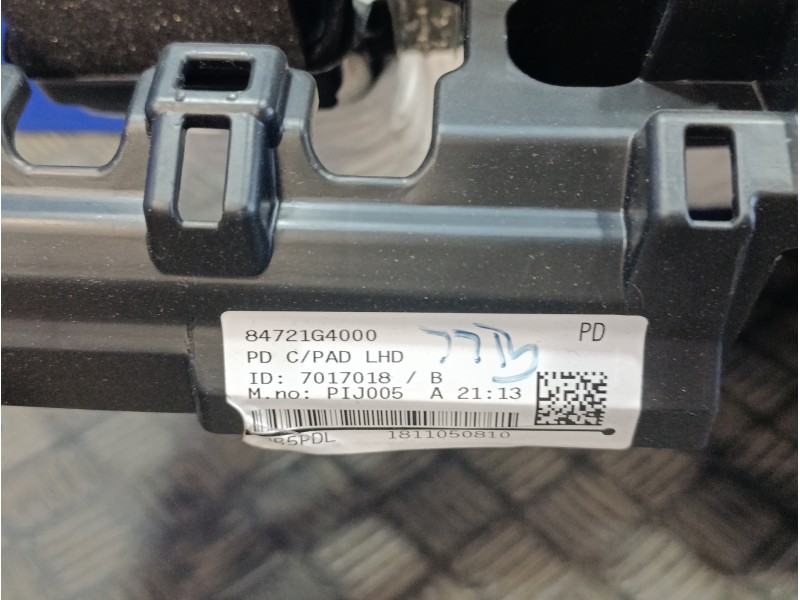 84721G4000 PD
PD C/PAD LHD
ID: 7017018 / B
M.no: PIJ005 A 21:13
1811050810